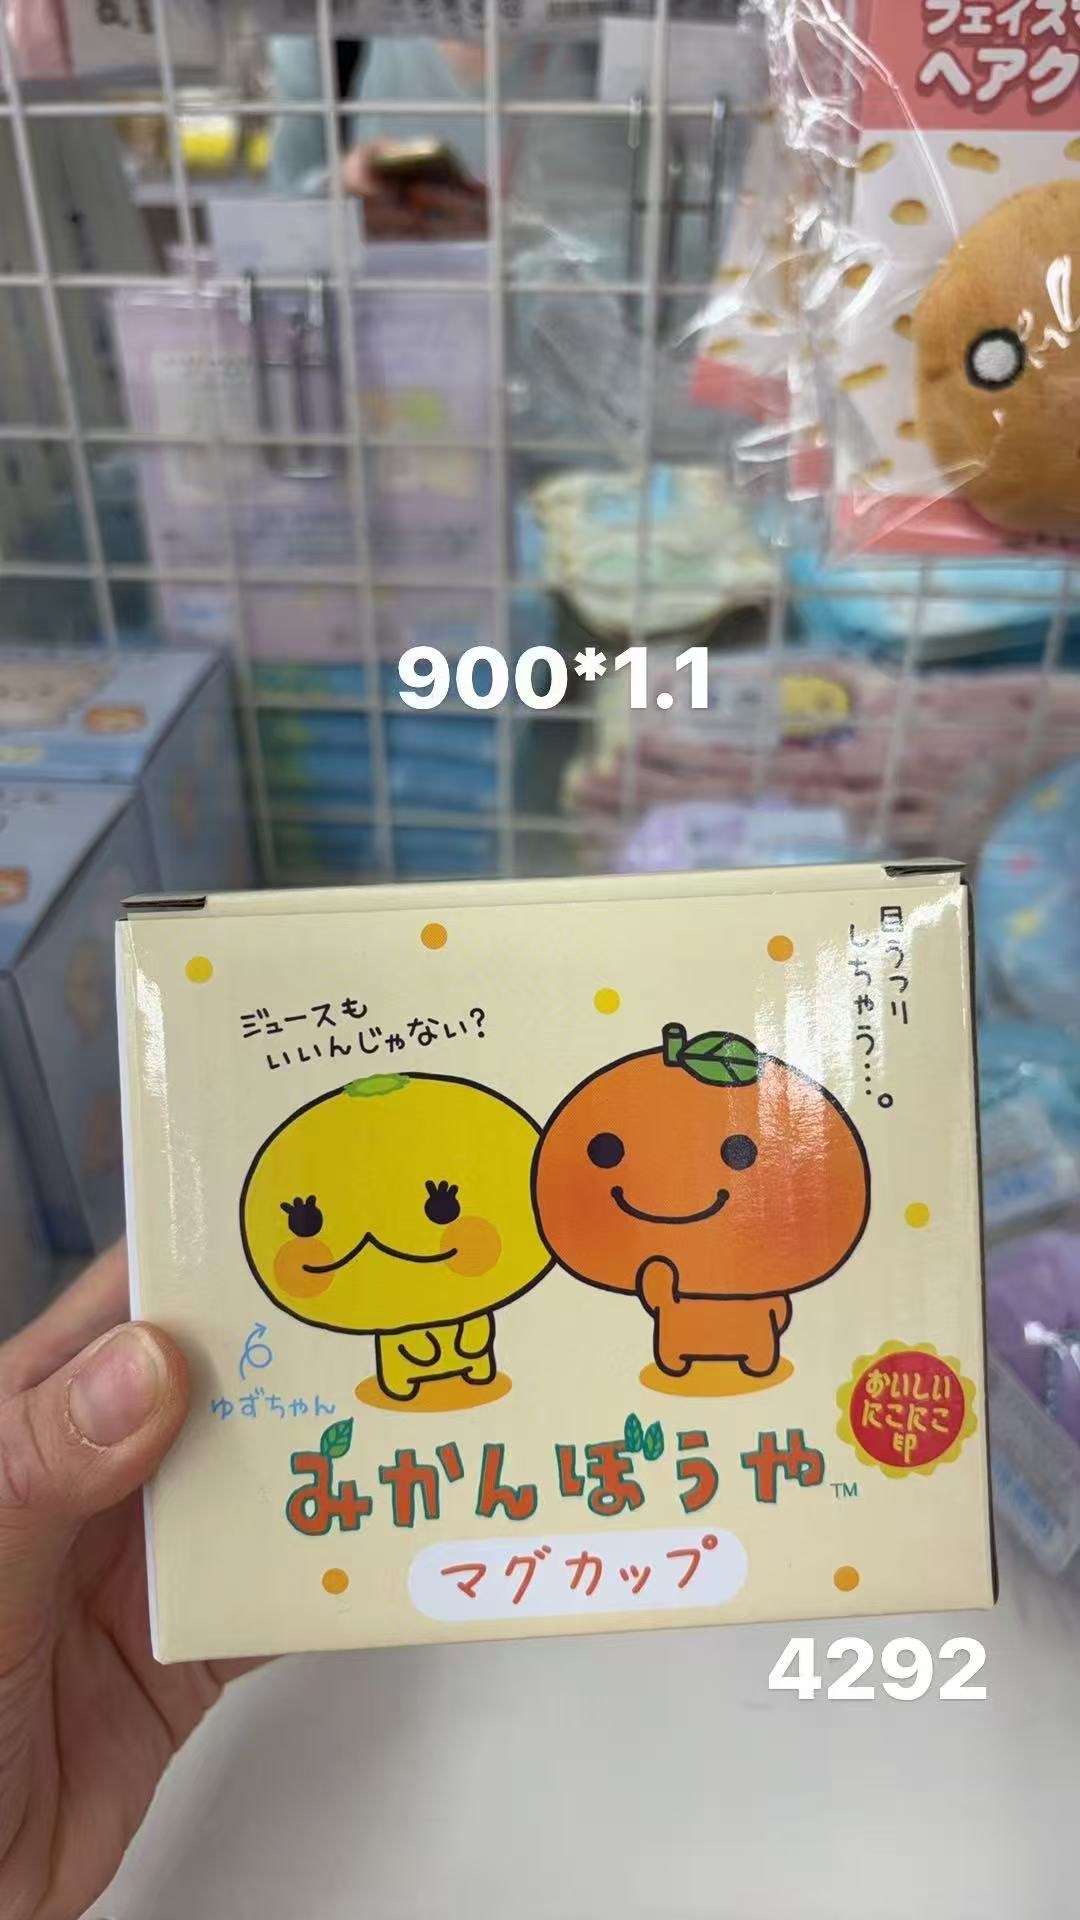 フェイス
ヘアク
900*1.1
目うつり
しちゃう…。
ジュースも
いいんじゃない?
ゆずちゃん
おいしい
にこにこ
印
みかんぼうや TM
マグカップ
4292